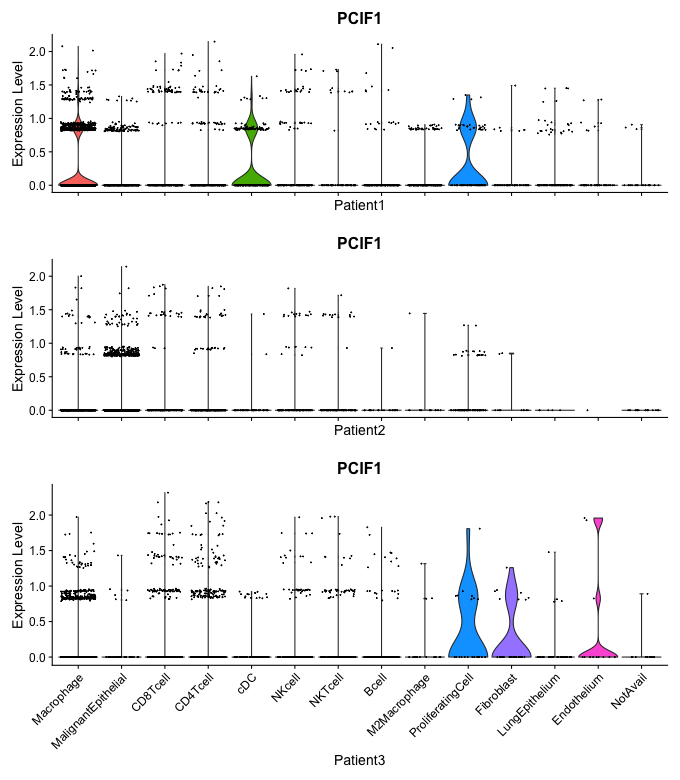 PCIF1
Expression Level
2.0
1.5
1.0
0.5
0.0
Patient1
PCIF1
Expression Level
2.0
1.5
1.0
0.5
0.0
Patient2
PCIF1
Expression Level
2.0
1.5
1.0
0.5
0.0
Macrophage
MalignantEpithelial
CD8Tcell
CD4Tcell
cDC
NKcell
NKTcell
Bcell
M2Macrophage
ProliferatingCell
Fibroblast
LungEpithelium
Endothelium
NotAvail
Patient3